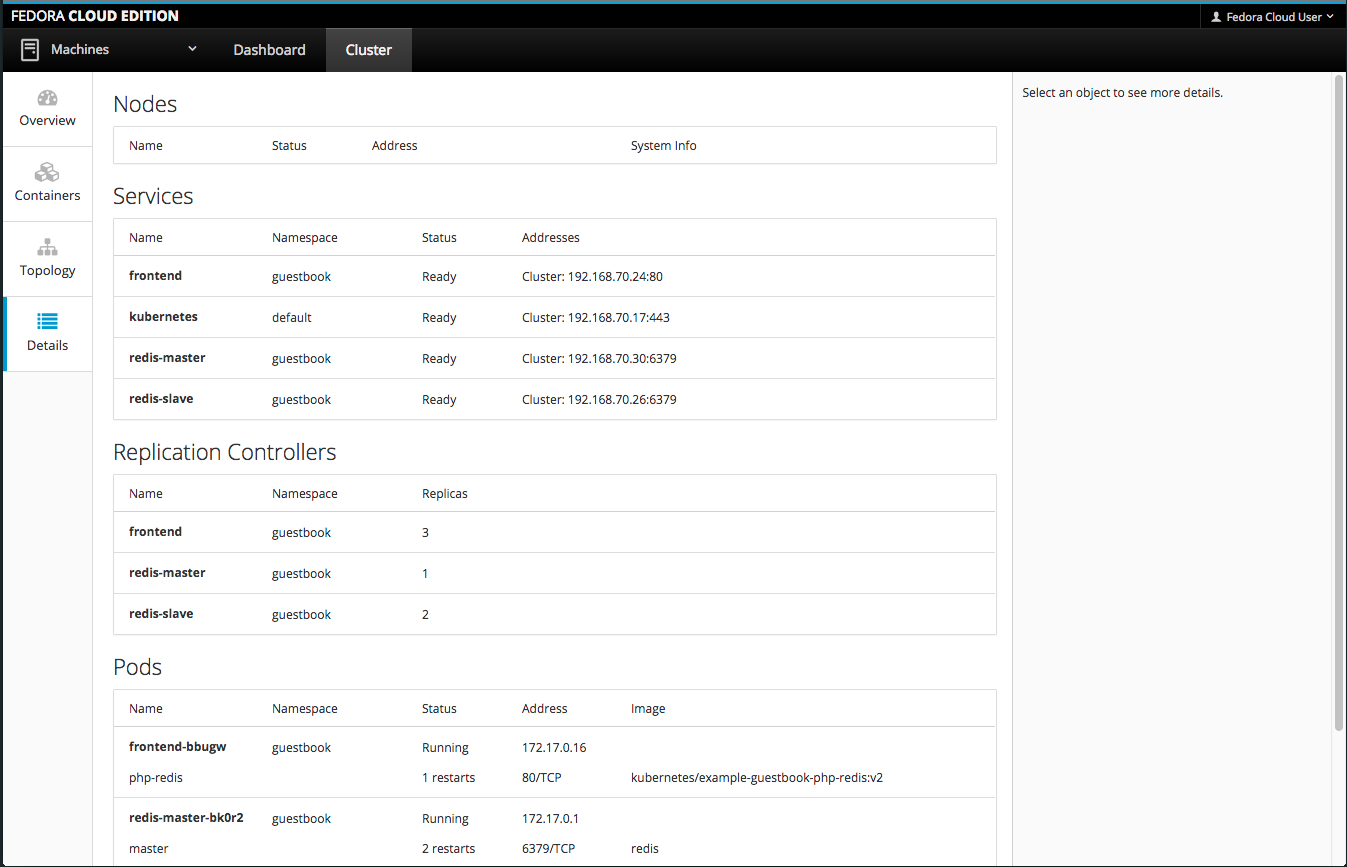 FEDORA CLOUD EDITION Fedora Cloud User
Machines Dashboard Cluster
Overview
Containers
Topology
Details
Nodes
Name Status Address System Info
Services
Name Namespace Status Addresses
frontend guestbook Ready Cluster: 192.168.70.24:80
kubernetes default Ready Cluster: 192.168.70.17:443
redis-master guestbook Ready Cluster: 192.168.70.30:6379
redis-slave guestbook Ready Cluster: 192.168.70.26:6379
Replication Controllers
Name Namespace Replicas
frontend guestbook 3
redis-master guestbook 1
redis-slave guestbook 2
Pods
Name Namespace Status Address Image
frontend-bbugw guestbook Running 172.17.0.16
php-redis 1 restarts 80/TCP kubernetes/example-guestbook-php-redis:v2
redis-master-bk0r2 guestbook Running 172.17.0.1
master 2 restarts 6379/TCP redis
Select an object to see more details.